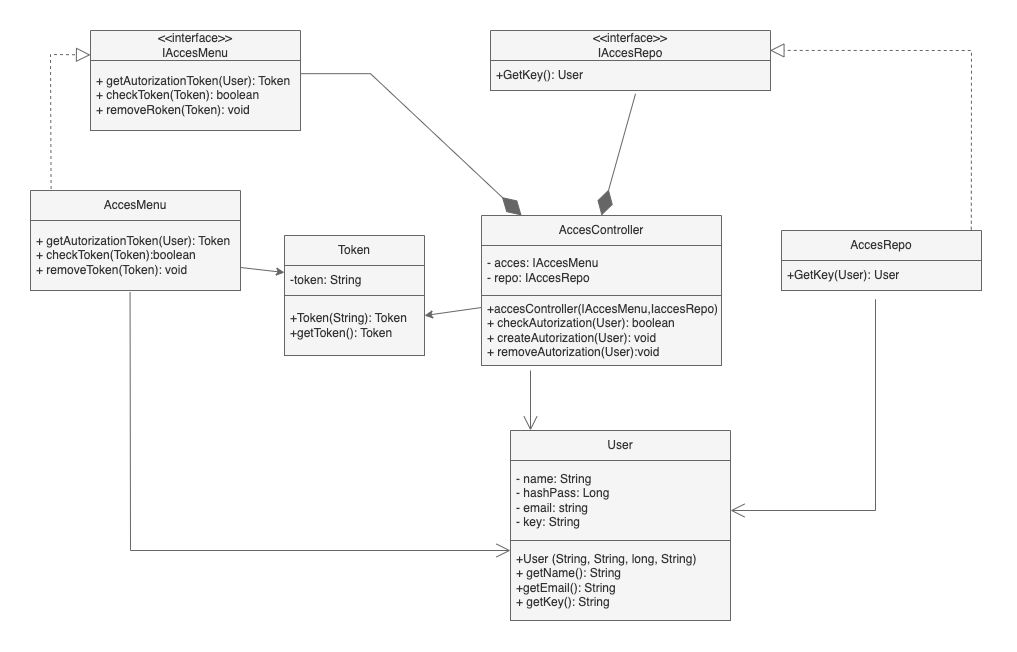 <<interface>>
IAccesMenu
+ getAutorizationToken(User): Token
+ checkToken(Token): boolean
+ removeRoken(Token): void
<<interface>>
IAccesRepo
+GetKey(): User
AccesMenu
+ getAutorizationToken(User): Token
+ checkToken(Token):boolean
+ removeToken(Token): void
Token
-token: String
+Token(String): Token
+getToken(): Token
AccesController
- acces: IAccesMenu
- repo: IAccesRepo
+accesController(IAccesMenu,IaccesRepo)
+ checkAutorization(User): boolean
+ createAutorization(User): void
+ removeAutorization(User):void
AccesRepo
+GetKey(User): User
User
- name: String
- hashPass: Long
- email: string
- key: String
+User (String, String, long, String)
+ getName(): String
+getEmail(): String
+ getKey(): String